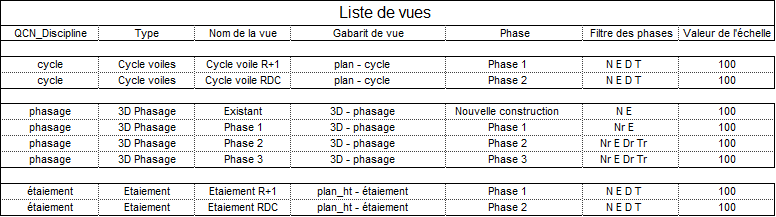 Liste de vues
QCN_Discipline Type Nom de la vue Gabarit de vue Phase Filtre des phases Valeur de l'échelle
cycle Cycle voiles Cycle voile R+1 plan - cycle Phase 1 N E D T 100
cycle Cycle voiles Cycle voile RDC plan - cycle Phase 2 N E D T 100
phasage 3D Phasage Existant 3D - phasage Nouvelle construction N E 100
phasage 3D Phasage Phase 1 3D - phasage Phase 1 Nr E 100
phasage 3D Phasage Phase 2 3D - phasage Phase 2 Nr E Dr Tr 100
phasage 3D Phasage Phase 3 3D - phasage Phase 3 Nr E Dr Tr 100
étaiement Etaiement Etaiement R+1 plan_ht - étaiement Phase 1 N E D T 100
étaiement Etaiement Etaiement RDC plan_ht - étaiement Phase 2 N E D T 100